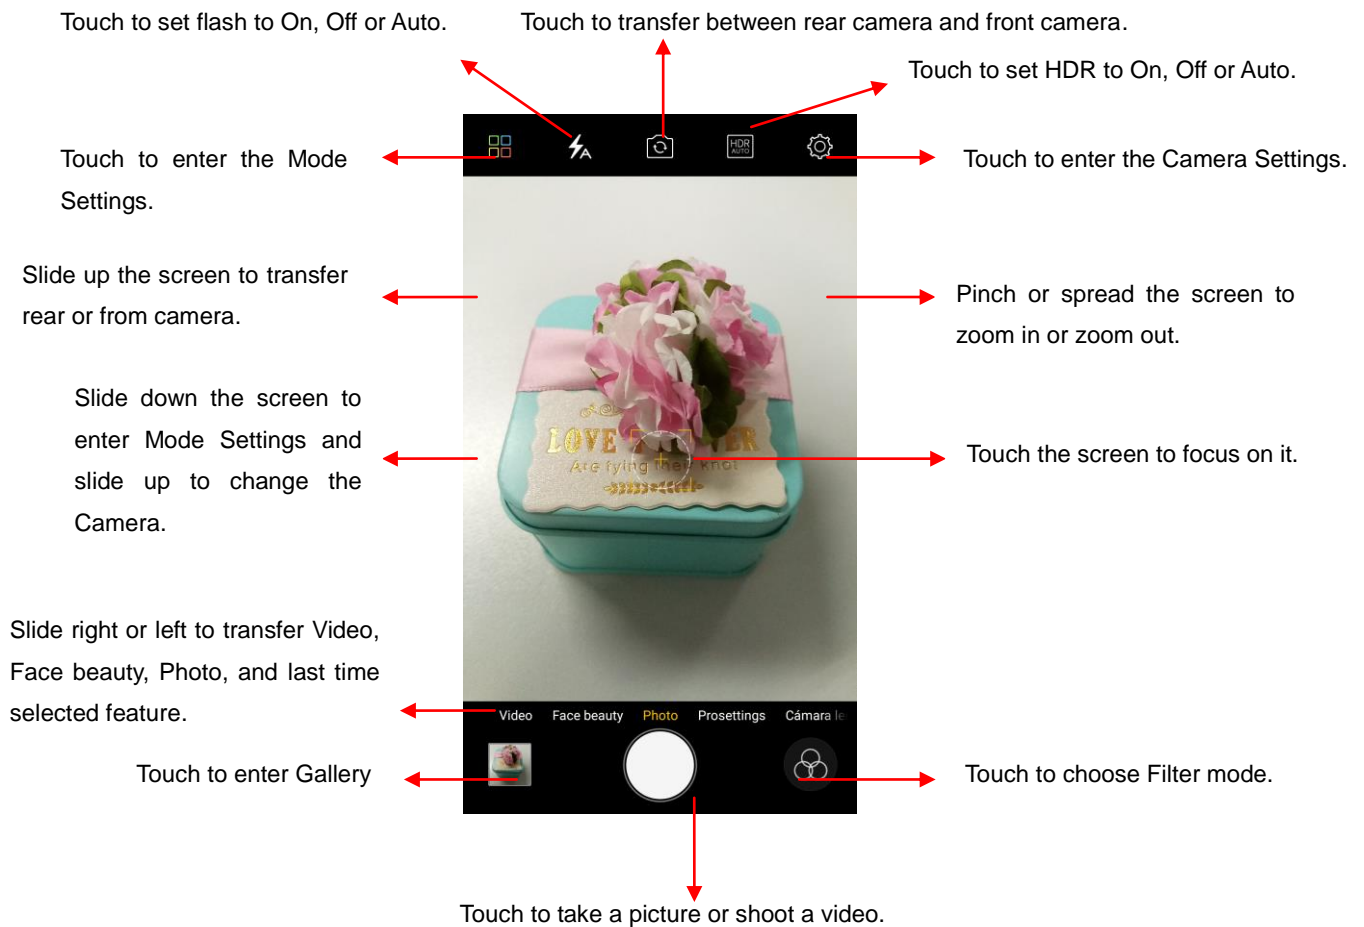 Touch to set flash to On, Off or Auto.
Touch to transfer between rear camera and front camera.
Touch to set HDR to On, Off or Auto.
HDR
AUTO
A
Touch to enter the Mode
Settings.
Touch to enter the Camera Settings.
Slide up the screen to transfer
rear or from camera.
Pinch or spread the screen to
zoom in or zoom out.
Slide down the screen to
enter Mode Settings and
slide up to change the
Camera.
LOVE
Are tying their knot
Touch the screen to focus on it.
Slide right or left to transfer Video,
Face beauty, Photo, and last time
selected feature.
Video Face beauty Photo Prosettings Cámara le
Touch to enter Gallery
Touch to choose Filter mode.
Touch to take a picture or shoot a video.